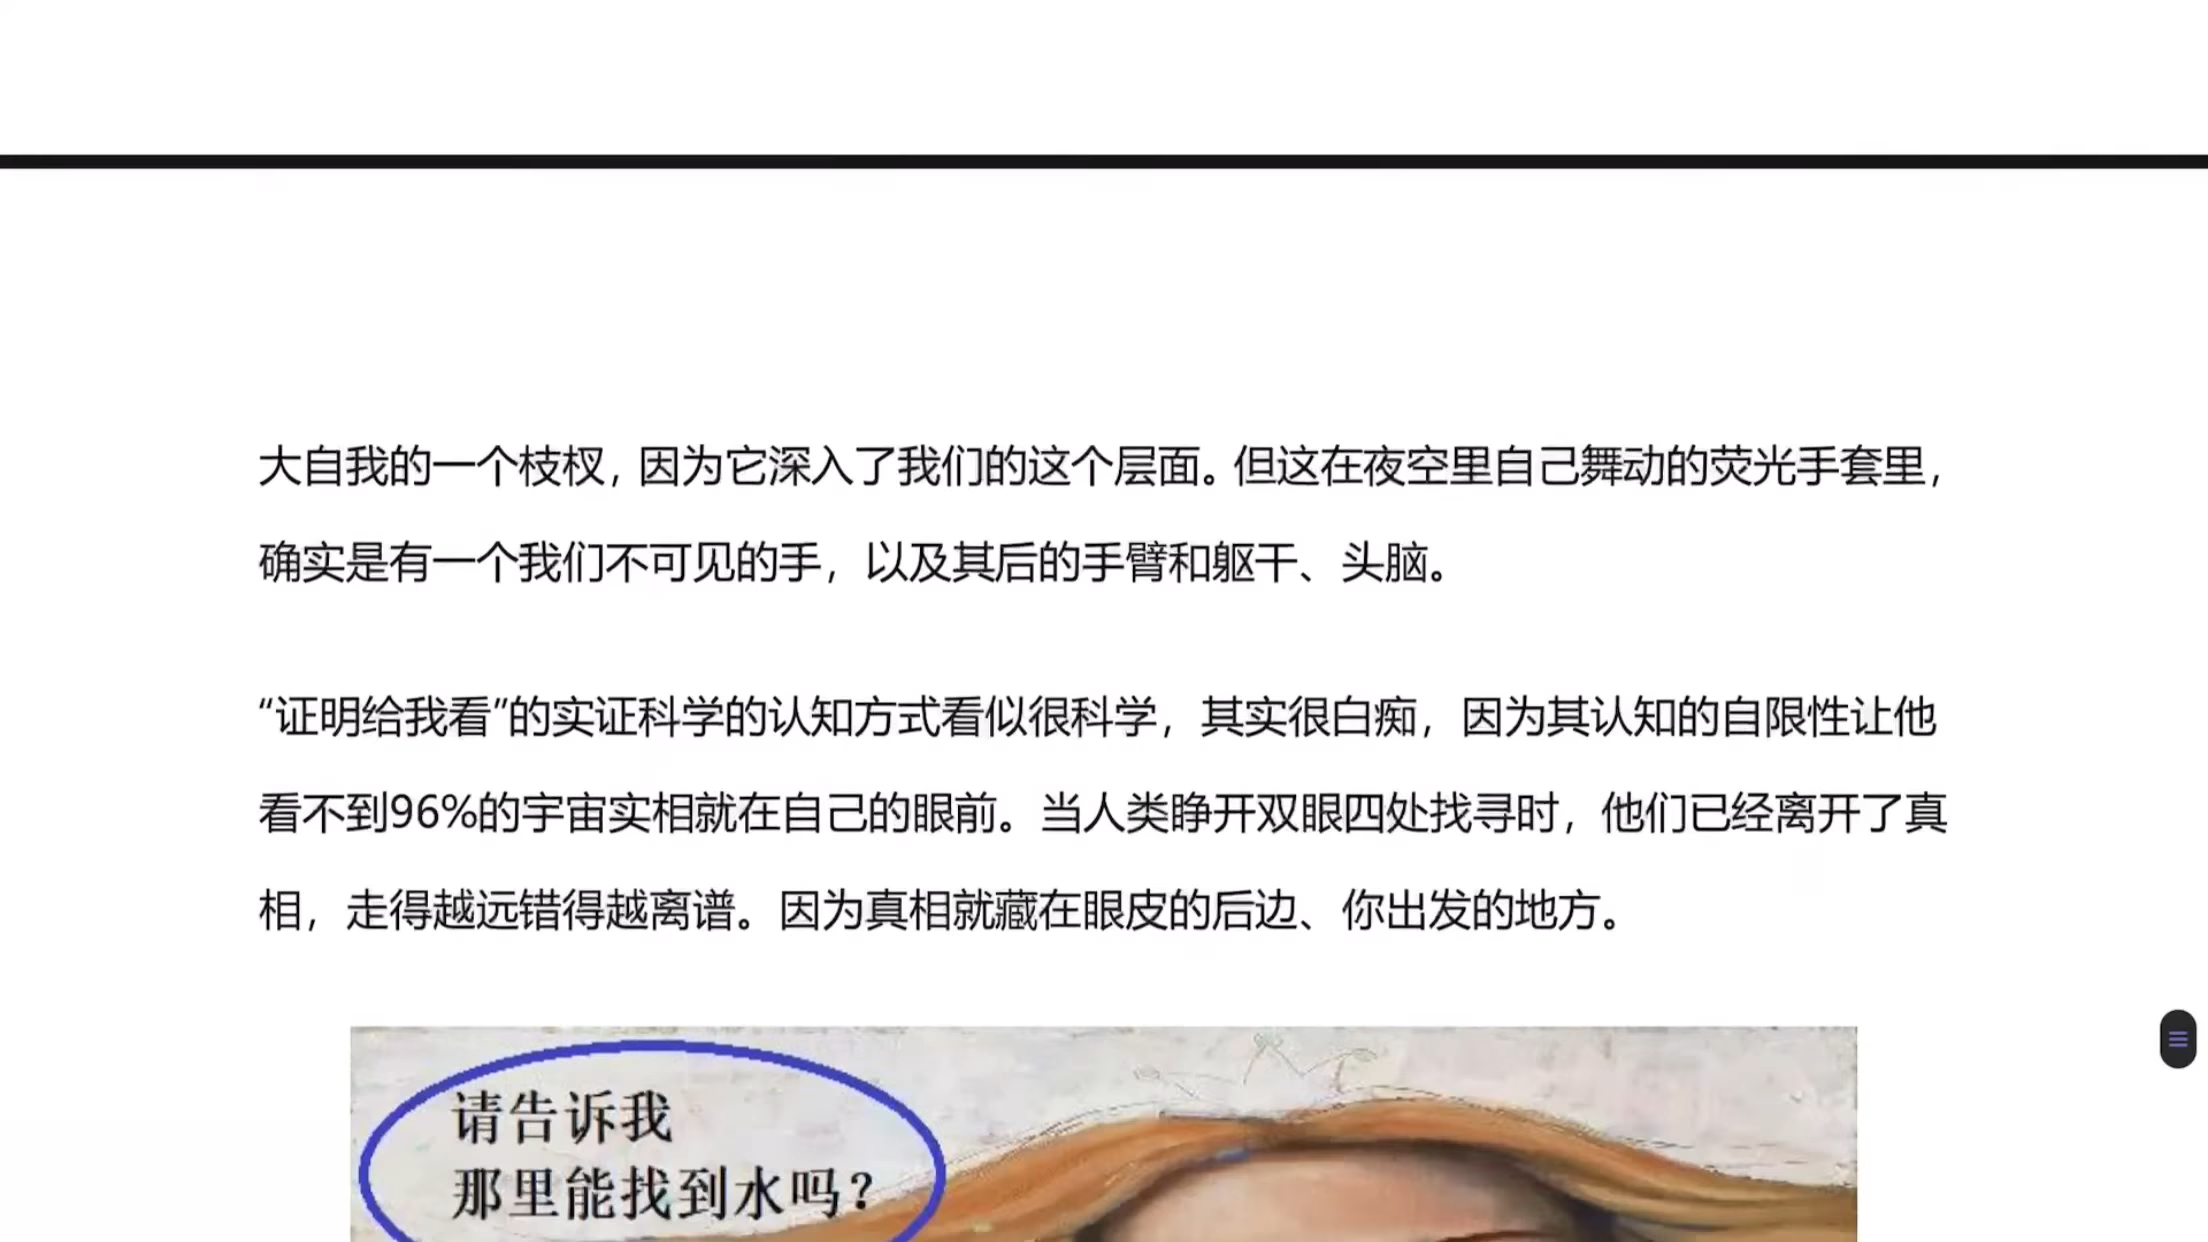 大自我的一个枝杈，因为它深入了我们的这个层面。但这在夜空里自己舞动的荧光手套里，
确实是有一个我们不可见的手，以及其后的手臂和躯干、头脑。
“证明给我看”的实证科学的认知方式看似很科学，其实很白痴，因为其认知的自限性让他
看不到96%的宇宙实相就在自己的眼前。当人类睁开双眼四处找寻时，他们已经离开了真
相，走得越远错得越离谱。因为真相就藏在眼皮的后边、你出发的地方。
请告诉我
那里能找到水吗？